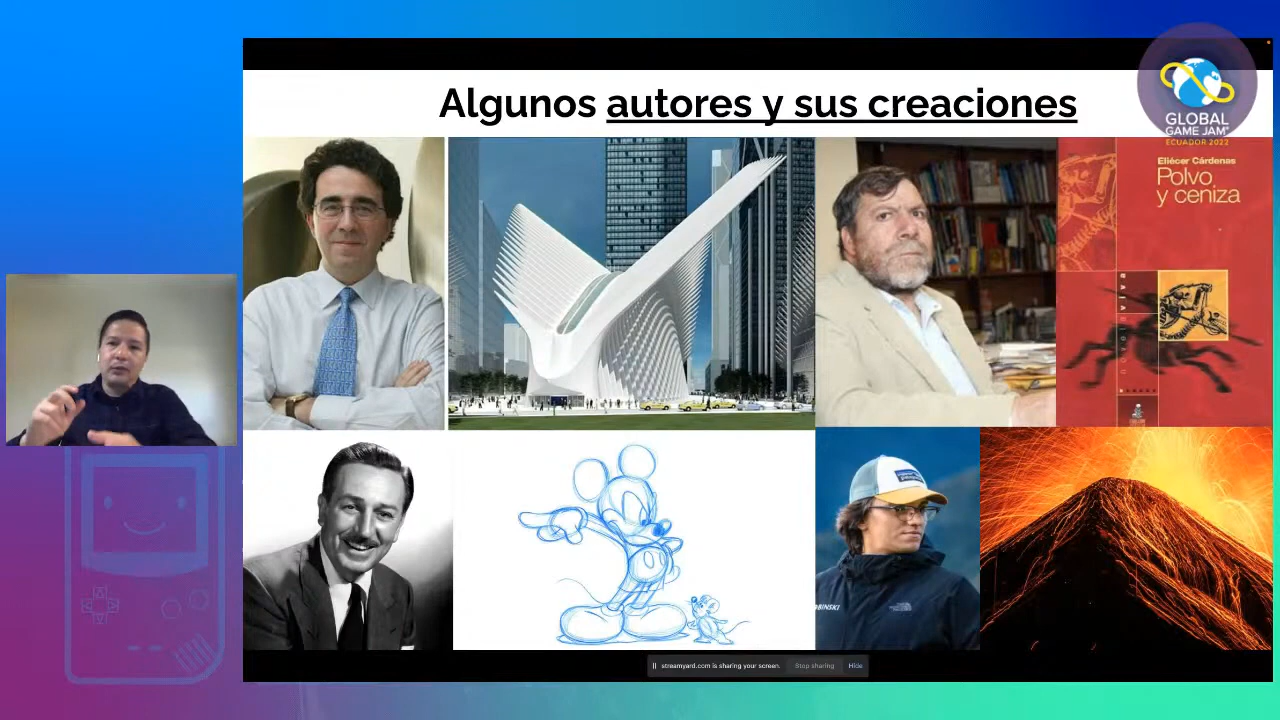 Algunos autores y sus creaciones
GLOBAL
GAME JAM
ECUADOR 2022
Eliécer Cárdenas
Polvo
y ceniza
streamyard.com is sharing your screen. Stop sharing Hide